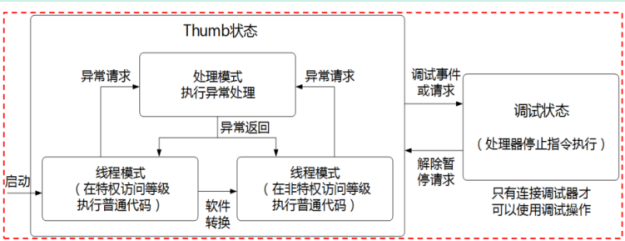 Thumb状态
异常请求
处理模式
执行异常处理
异常请求
异常返回
启动
线程模式
（在特权访问等级
执行普通代码）
软件
转换
线程模式
（在非特权访问等级
执行普通代码）
调试事件
或请求
解除暂
停请求
调试状态
（处理器停止指令执行）
只有连接调试器才
可以使用调试操作